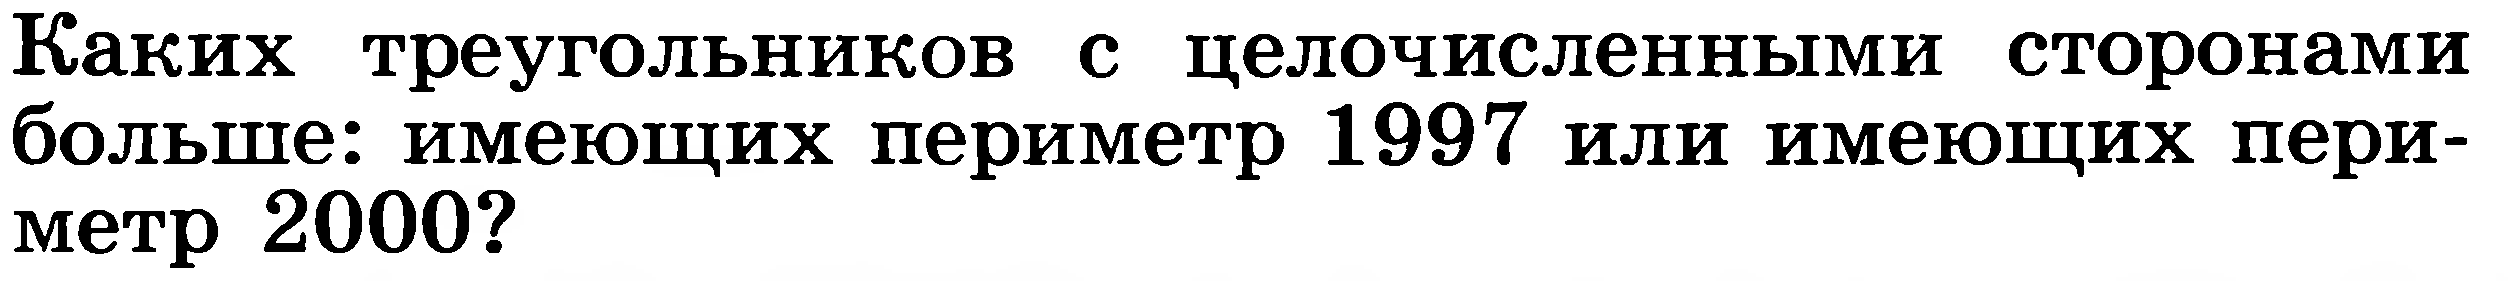 Каких треугольников с целочисленными сторонами
больше: имеющих периметр 1997 или имеющих пери-
метр 2000?